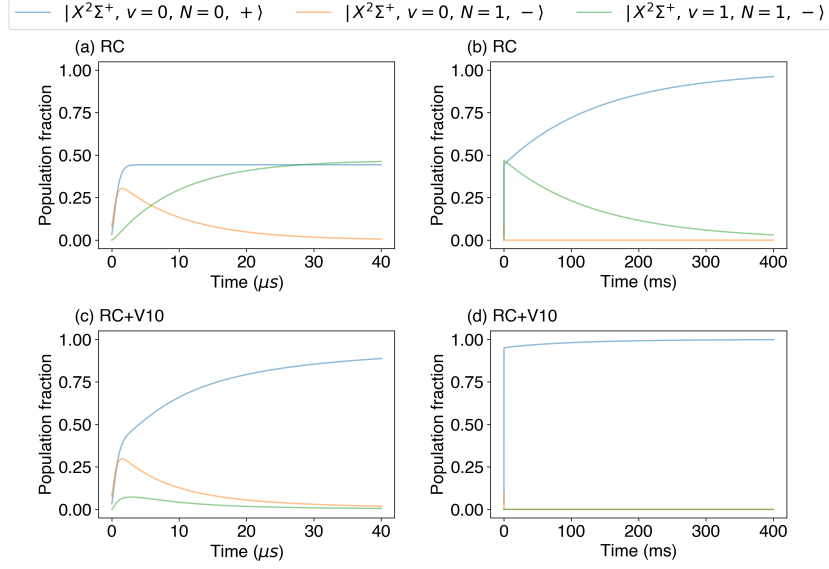 |X²Σ⁺, v = 0, N = 0, +⟩ |X²Σ⁺, v = 0, N = 1, −⟩ |X²Σ⁺, v = 1, N = 1, −⟩
(a) RC
Population fraction
1.00
0.75
0.50
0.25
0.00
0 10 20 30 40
Time (μs)
(b) RC
Population fraction
1.00
0.75
0.50
0.25
0.00
0 100 200 300 400
Time (ms)
(c) RC+V10
Population fraction
1.00
0.75
0.50
0.25
0.00
0 10 20 30 40
Time (μs)
(d) RC+V10
Population fraction
1.00
0.75
0.50
0.25
0.00
0 100 200 300 400
Time (ms)